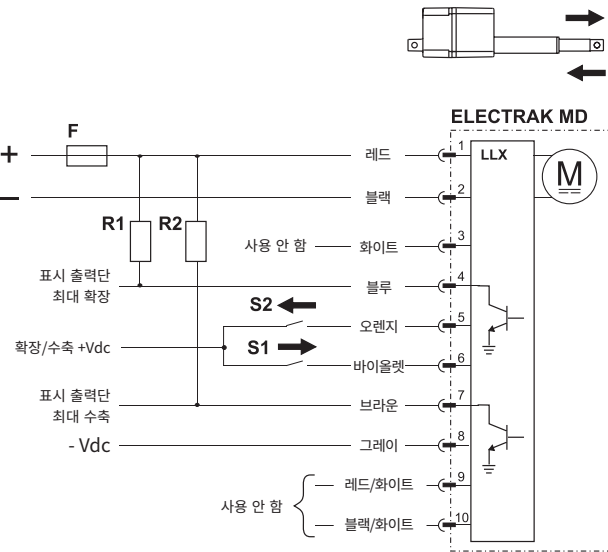 ELECTRAK MD
F
+
레드
1
LLX
M
−
블랙
2
R1
R2
사용 안 함
화이트
3
표시 출력단
최대 확장
블루
4
S2
오렌지
5
확장/수축 +Vdc
S1
바이올렛
6
표시 출력단
최대 수축
브라운
7
- Vdc
그레이
8
사용 안 함
레드/화이트
9
블랙/화이트
10